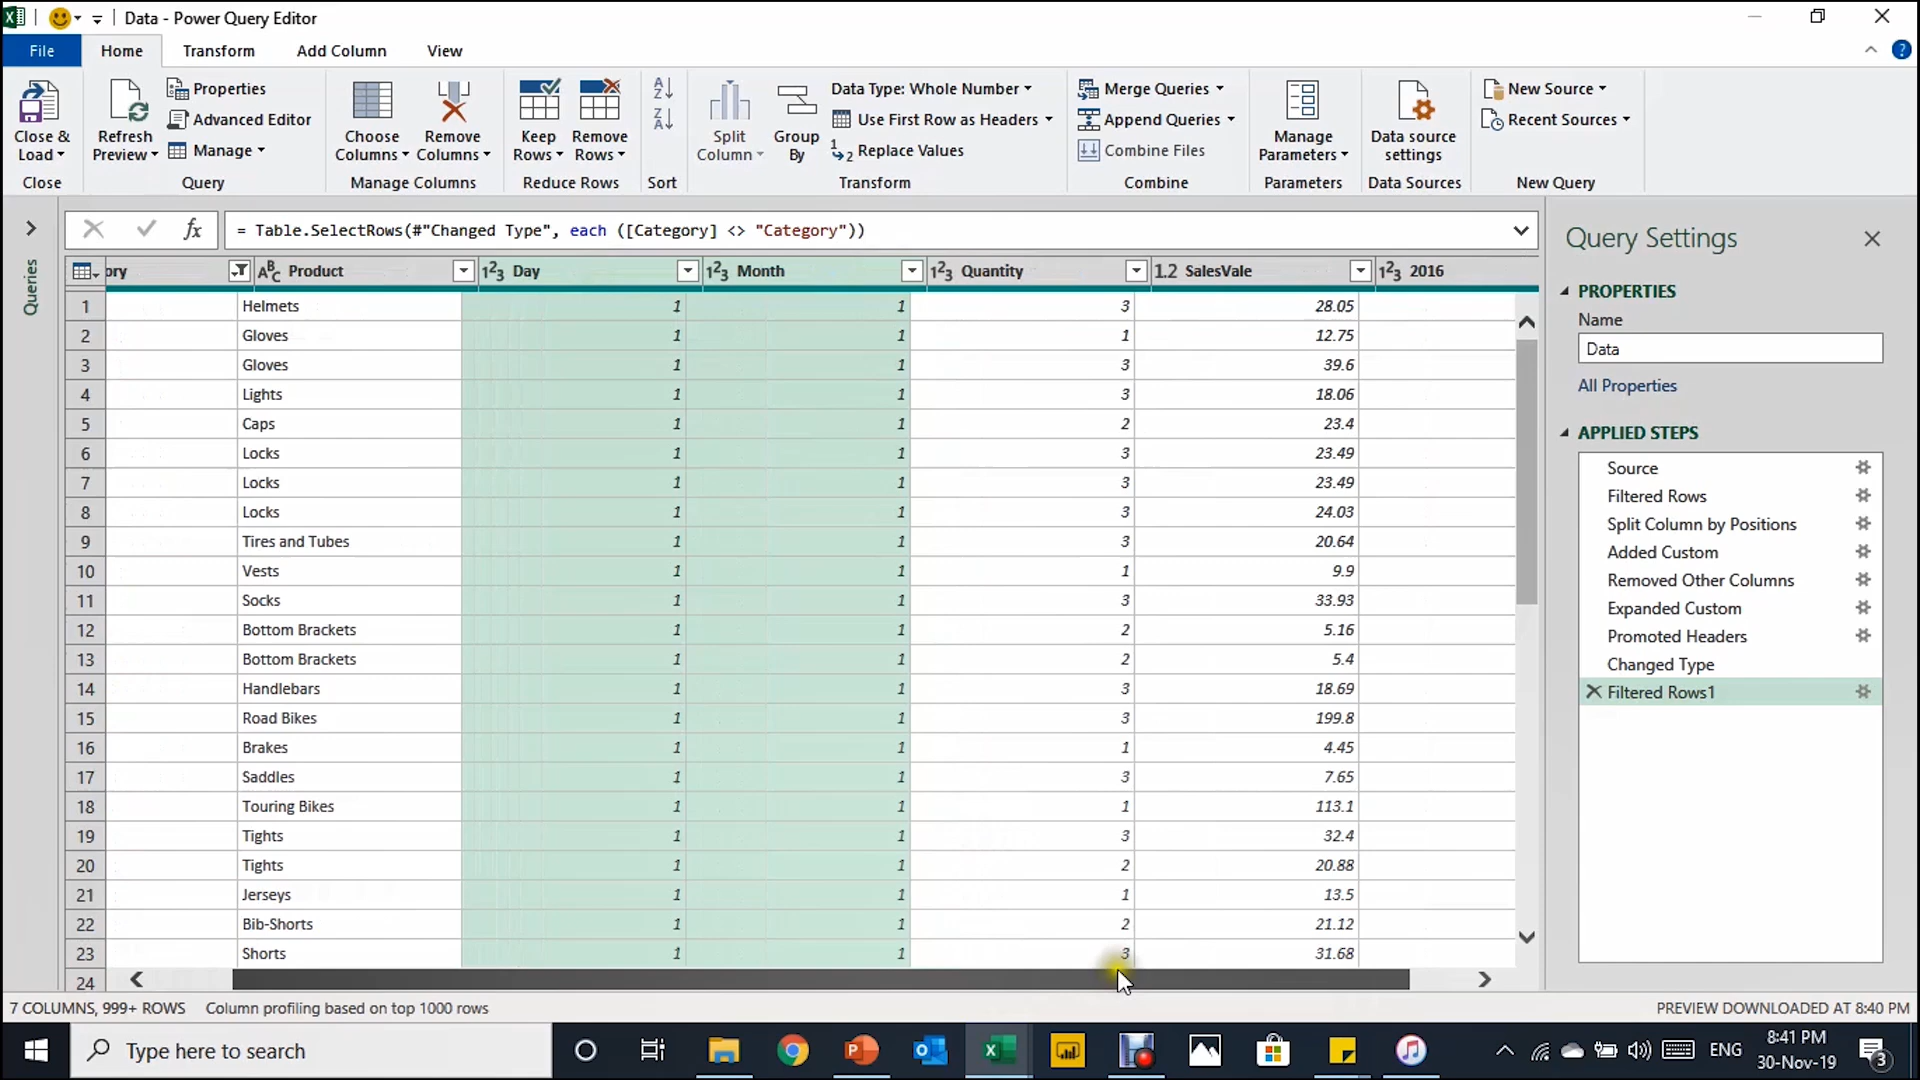 Data - Power Query Editor
File Home Transform Add Column View
Close & Load
Close
Refresh Preview
Properties
Advanced Editor
Manage
Query
Choose Columns
Remove Columns
Manage Columns
Keep Rows
Remove Rows
Reduce Rows
Sort
Split Column
Group By
Data Type: Whole Number
Use First Row as Headers
Replace Values
Transform
Merge Queries
Append Queries
Combine Files
Combine
Manage Parameters
Parameters
Data source settings
Data Sources
New Source
Recent Sources
New Query
Queries
fx = Table.SelectRows(#"Changed Type", each ([Category] <> "Category"))
ory ABC Product 123 Day 123 Month 123 Quantity 1.2 SalesVale 123 2016
1 Helmets 1 1 3 28.05
2 Gloves 1 1 1 12.75
3 Gloves 1 1 3 39.6
4 Lights 1 1 3 18.06
5 Caps 1 1 2 23.4
6 Locks 1 1 3 23.49
7 Locks 1 1 3 23.49
8 Locks 1 1 3 24.03
9 Tires and Tubes 1 1 3 20.64
10 Vests 1 1 1 9.9
11 Socks 1 1 3 33.93
12 Bottom Brackets 1 1 2 5.16
13 Bottom Brackets 1 1 2 5.4
14 Handlebars 1 1 3 18.69
15 Road Bikes 1 1 3 199.8
16 Brakes 1 1 1 4.45
17 Saddles 1 1 3 7.65
18 Touring Bikes 1 1 1 113.1
19 Tights 1 1 3 32.4
20 Tights 1 1 2 20.88
21 Jerseys 1 1 1 13.5
22 Bib-Shorts 1 1 2 21.12
23 Shorts 1 1 3 31.68
24
Query Settings
PROPERTIES
Name
Data
All Properties
APPLIED STEPS
Source
Filtered Rows
Split Column by Positions
Added Custom
Removed Other Columns
Expanded Custom
Promoted Headers
Changed Type
Filtered Rows1
7 COLUMNS, 999+ ROWS Column profiling based on top 1000 rows PREVIEW DOWNLOADED AT 8:40 PM
Type here to search
ENG
8:41 PM
30-Nov-19
3